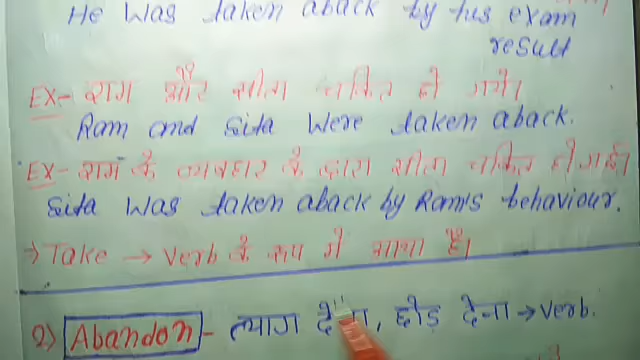 He was taken aback by his exam
result
EX- राम और सीता चकित हो गये।
Ram and Sita were taken aback.
EX- राम के व्यवहार के द्वारा सीता चकित हो गई।
Sita was taken aback by Ram's behaviour.
→ Take → Verb के रूप में आया है।
2) Abandon - त्याग देना, छोड़ देना → Verb.